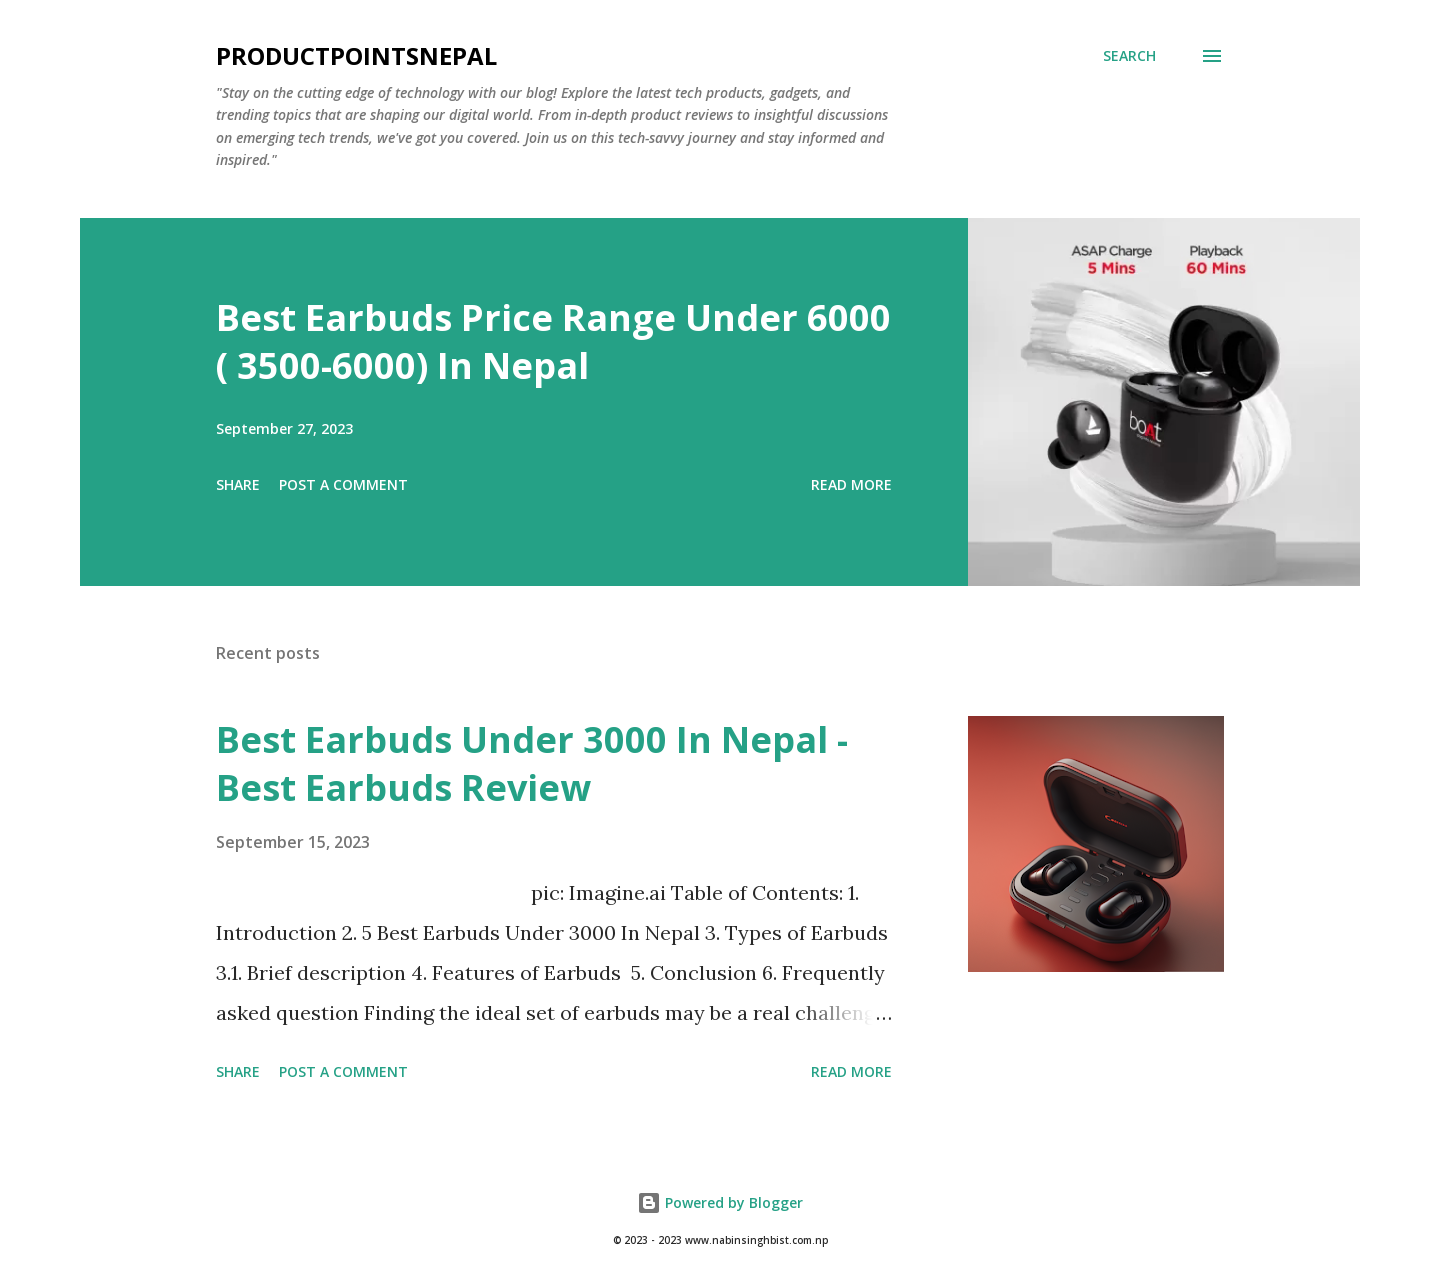 PRODUCTPOINTSNEPAL
SEARCH
"Stay on the cutting edge of technology with our blog! Explore the latest tech products, gadgets, and
trending topics that are shaping our digital world. From in-depth product reviews to insightful discussions
on emerging tech trends, we've got you covered. Join us on this tech-savvy journey and stay informed and
inspired."
Best Earbuds Price Range Under 6000
( 3500-6000) In Nepal
September 27, 2023
SHARE POST A COMMENT READ MORE
ASAP Charge Playback
5 Mins 60 Mins
boAt
Recent posts
Best Earbuds Under 3000 In Nepal -
Best Earbuds Review
September 15, 2023
pic: Imagine.ai Table of Contents: 1.
Introduction 2. 5 Best Earbuds Under 3000 In Nepal 3. Types of Earbuds
3.1. Brief description 4. Features of Earbuds 5. Conclusion 6. Frequently
asked question Finding the ideal set of earbuds may be a real challeng…
SHARE POST A COMMENT READ MORE
Powered by Blogger
© 2023 - 2023 www.nabinsinghbist.com.np